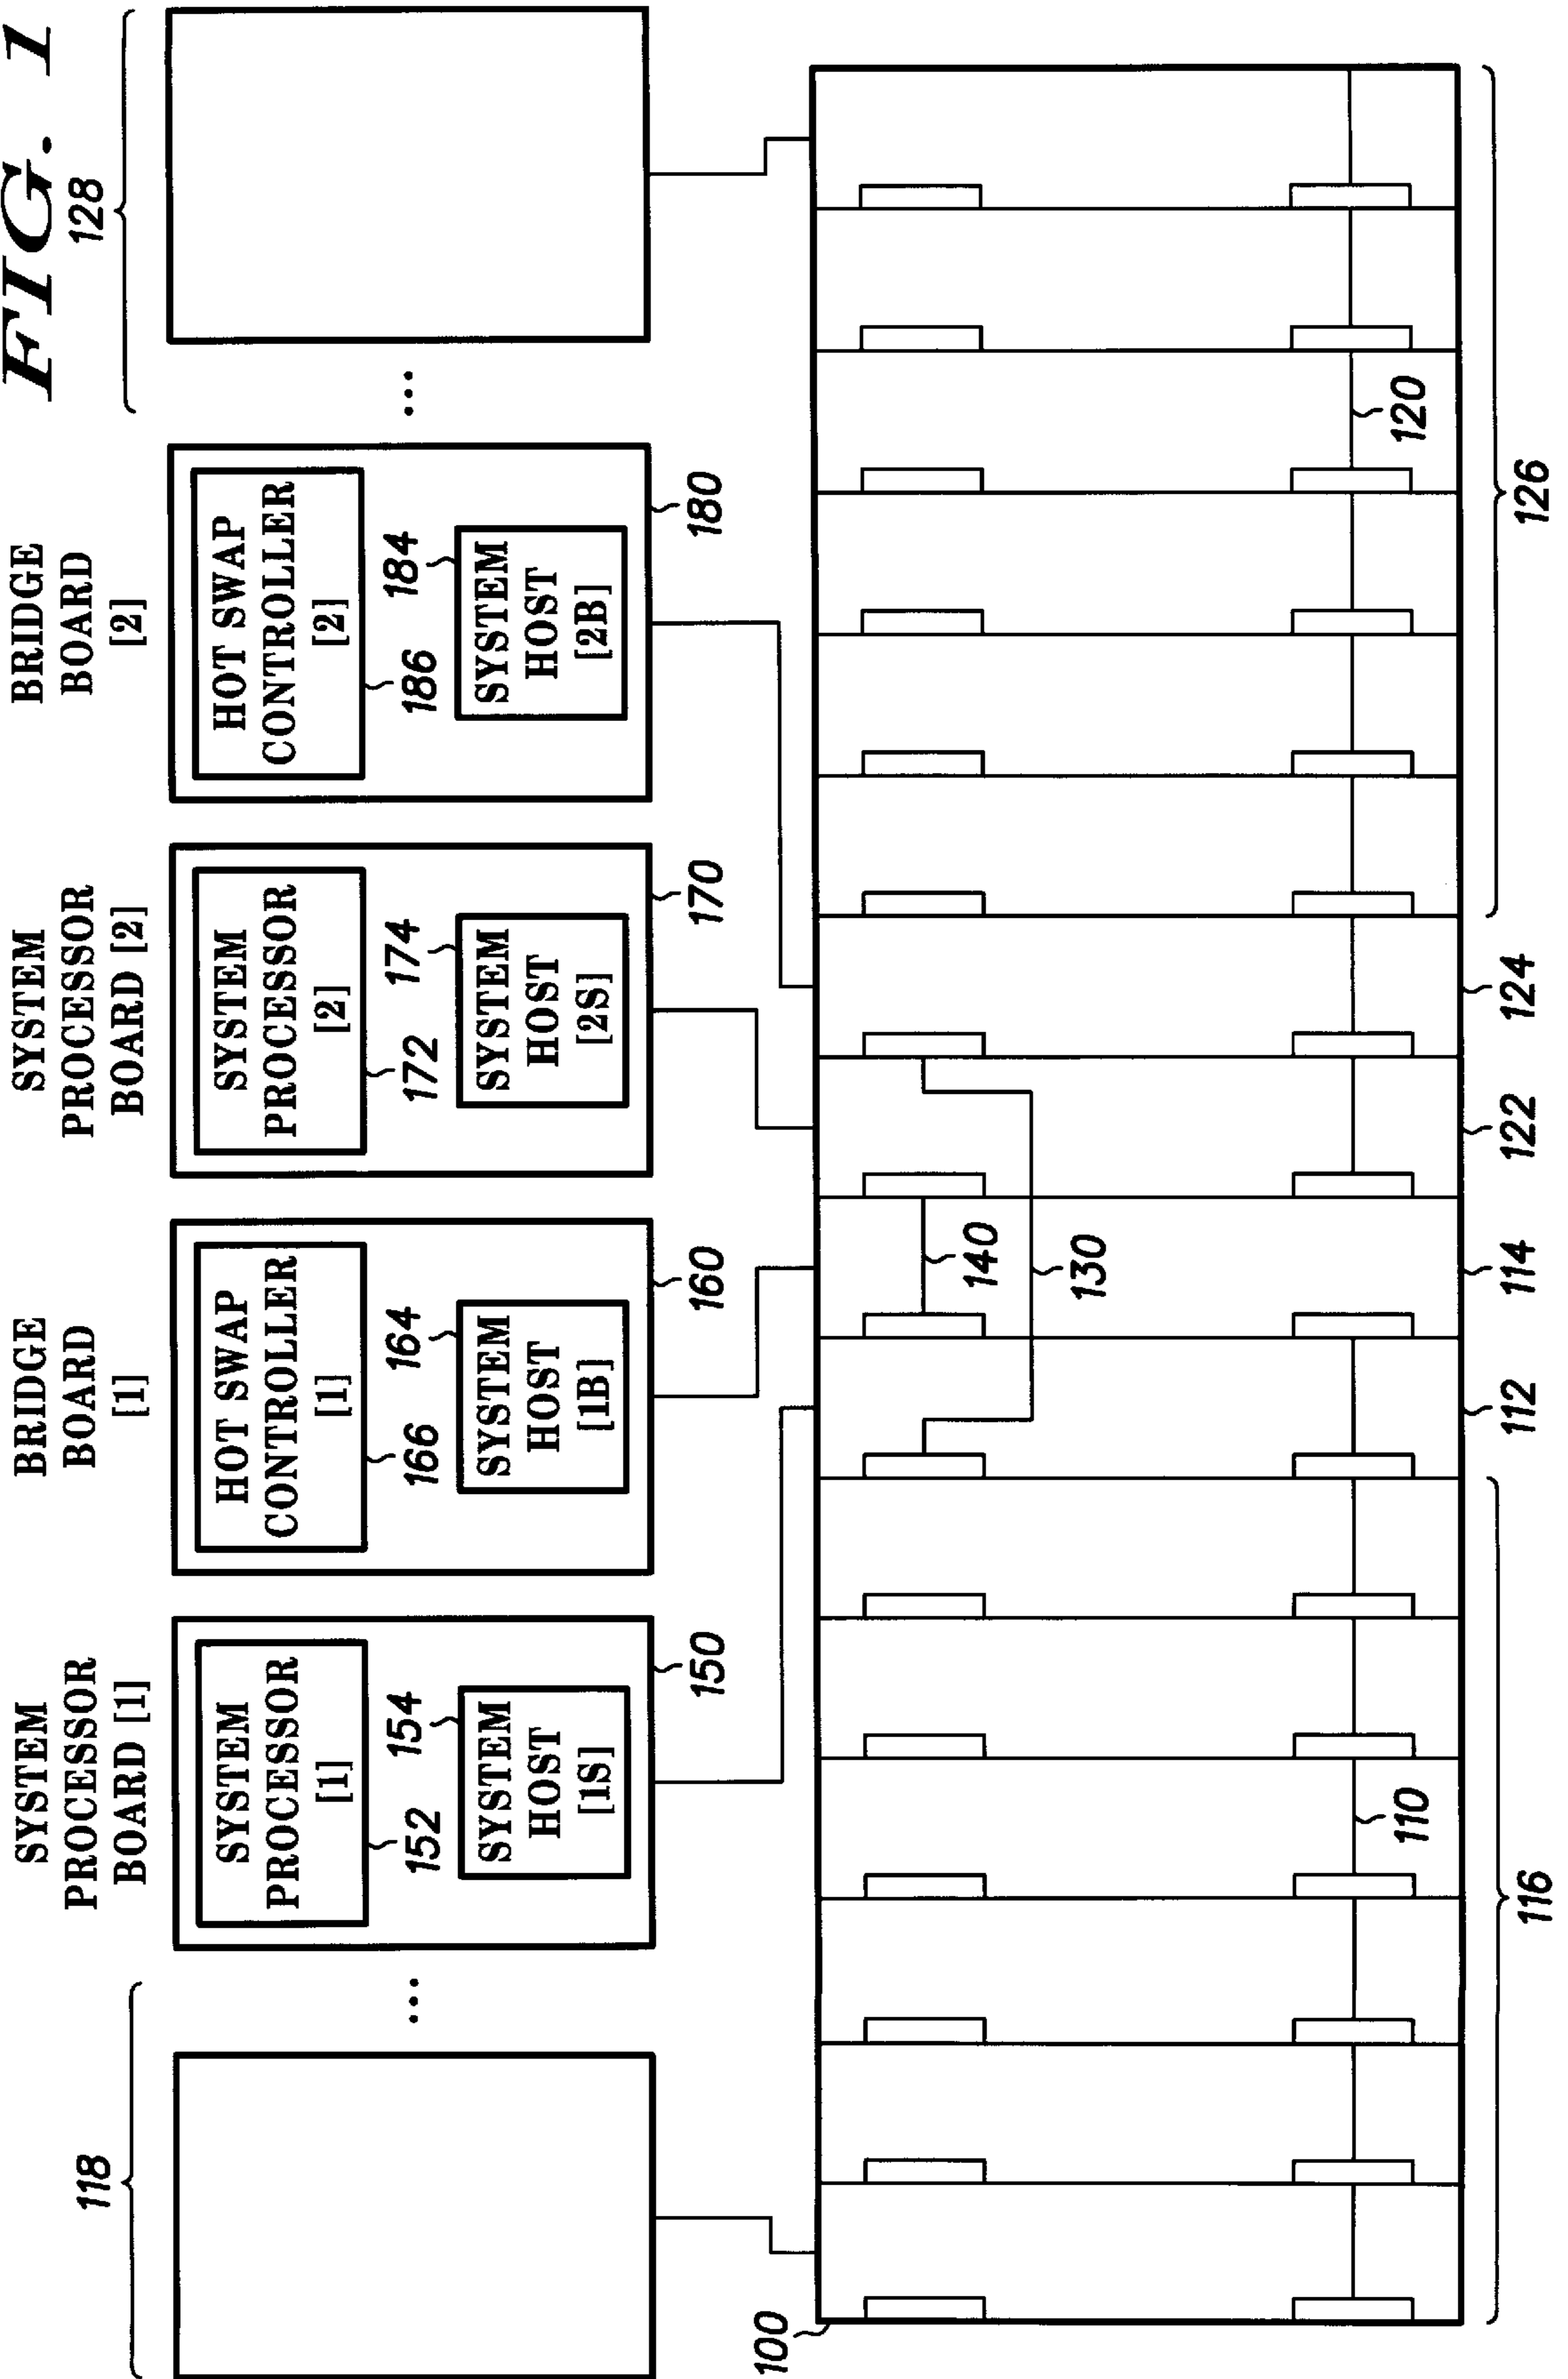 FIG. 1
118
128
SYSTEM
PROCESSOR
BOARD [1]
BRIDGE
BOARD
[1]
SYSTEM
PROCESSOR
BOARD [2]
BRIDGE
BOARD
[2]
SYSTEM
PROCESSOR
[1]
152
154
SYSTEM
HOST
[1S]
150
HOT SWAP
CONTROLLER
[1]
166
164
SYSTEM
HOST
[1B]
160
SYSTEM
PROCESSOR
[2]
172
174
SYSTEM
HOST
[2S]
170
HOT SWAP
CONTROLLER
[2]
186
184
SYSTEM
HOST
[2B]
180
...
...
100
140
130
110
120
116
112
114
122
124
126